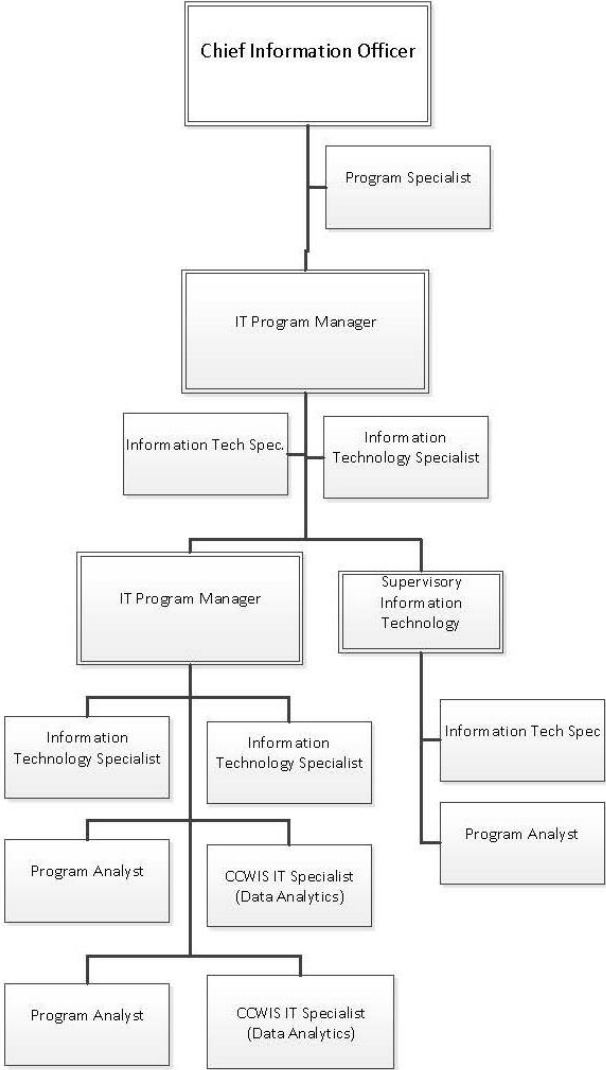 Chief Information Officer
Program Specialist
IT Program Manager
Information Tech Spec.
Information
Technology Specialist
IT Program Manager
Supervisory
Information
Technology
Information
Technology Specialist
Information
Technology Specialist
Information Tech Spec
Program Analyst
CCWIS IT Specialist
(Data Analytics)
Program Analyst
Program Analyst
CCWIS IT Specialist
(Data Analytics)